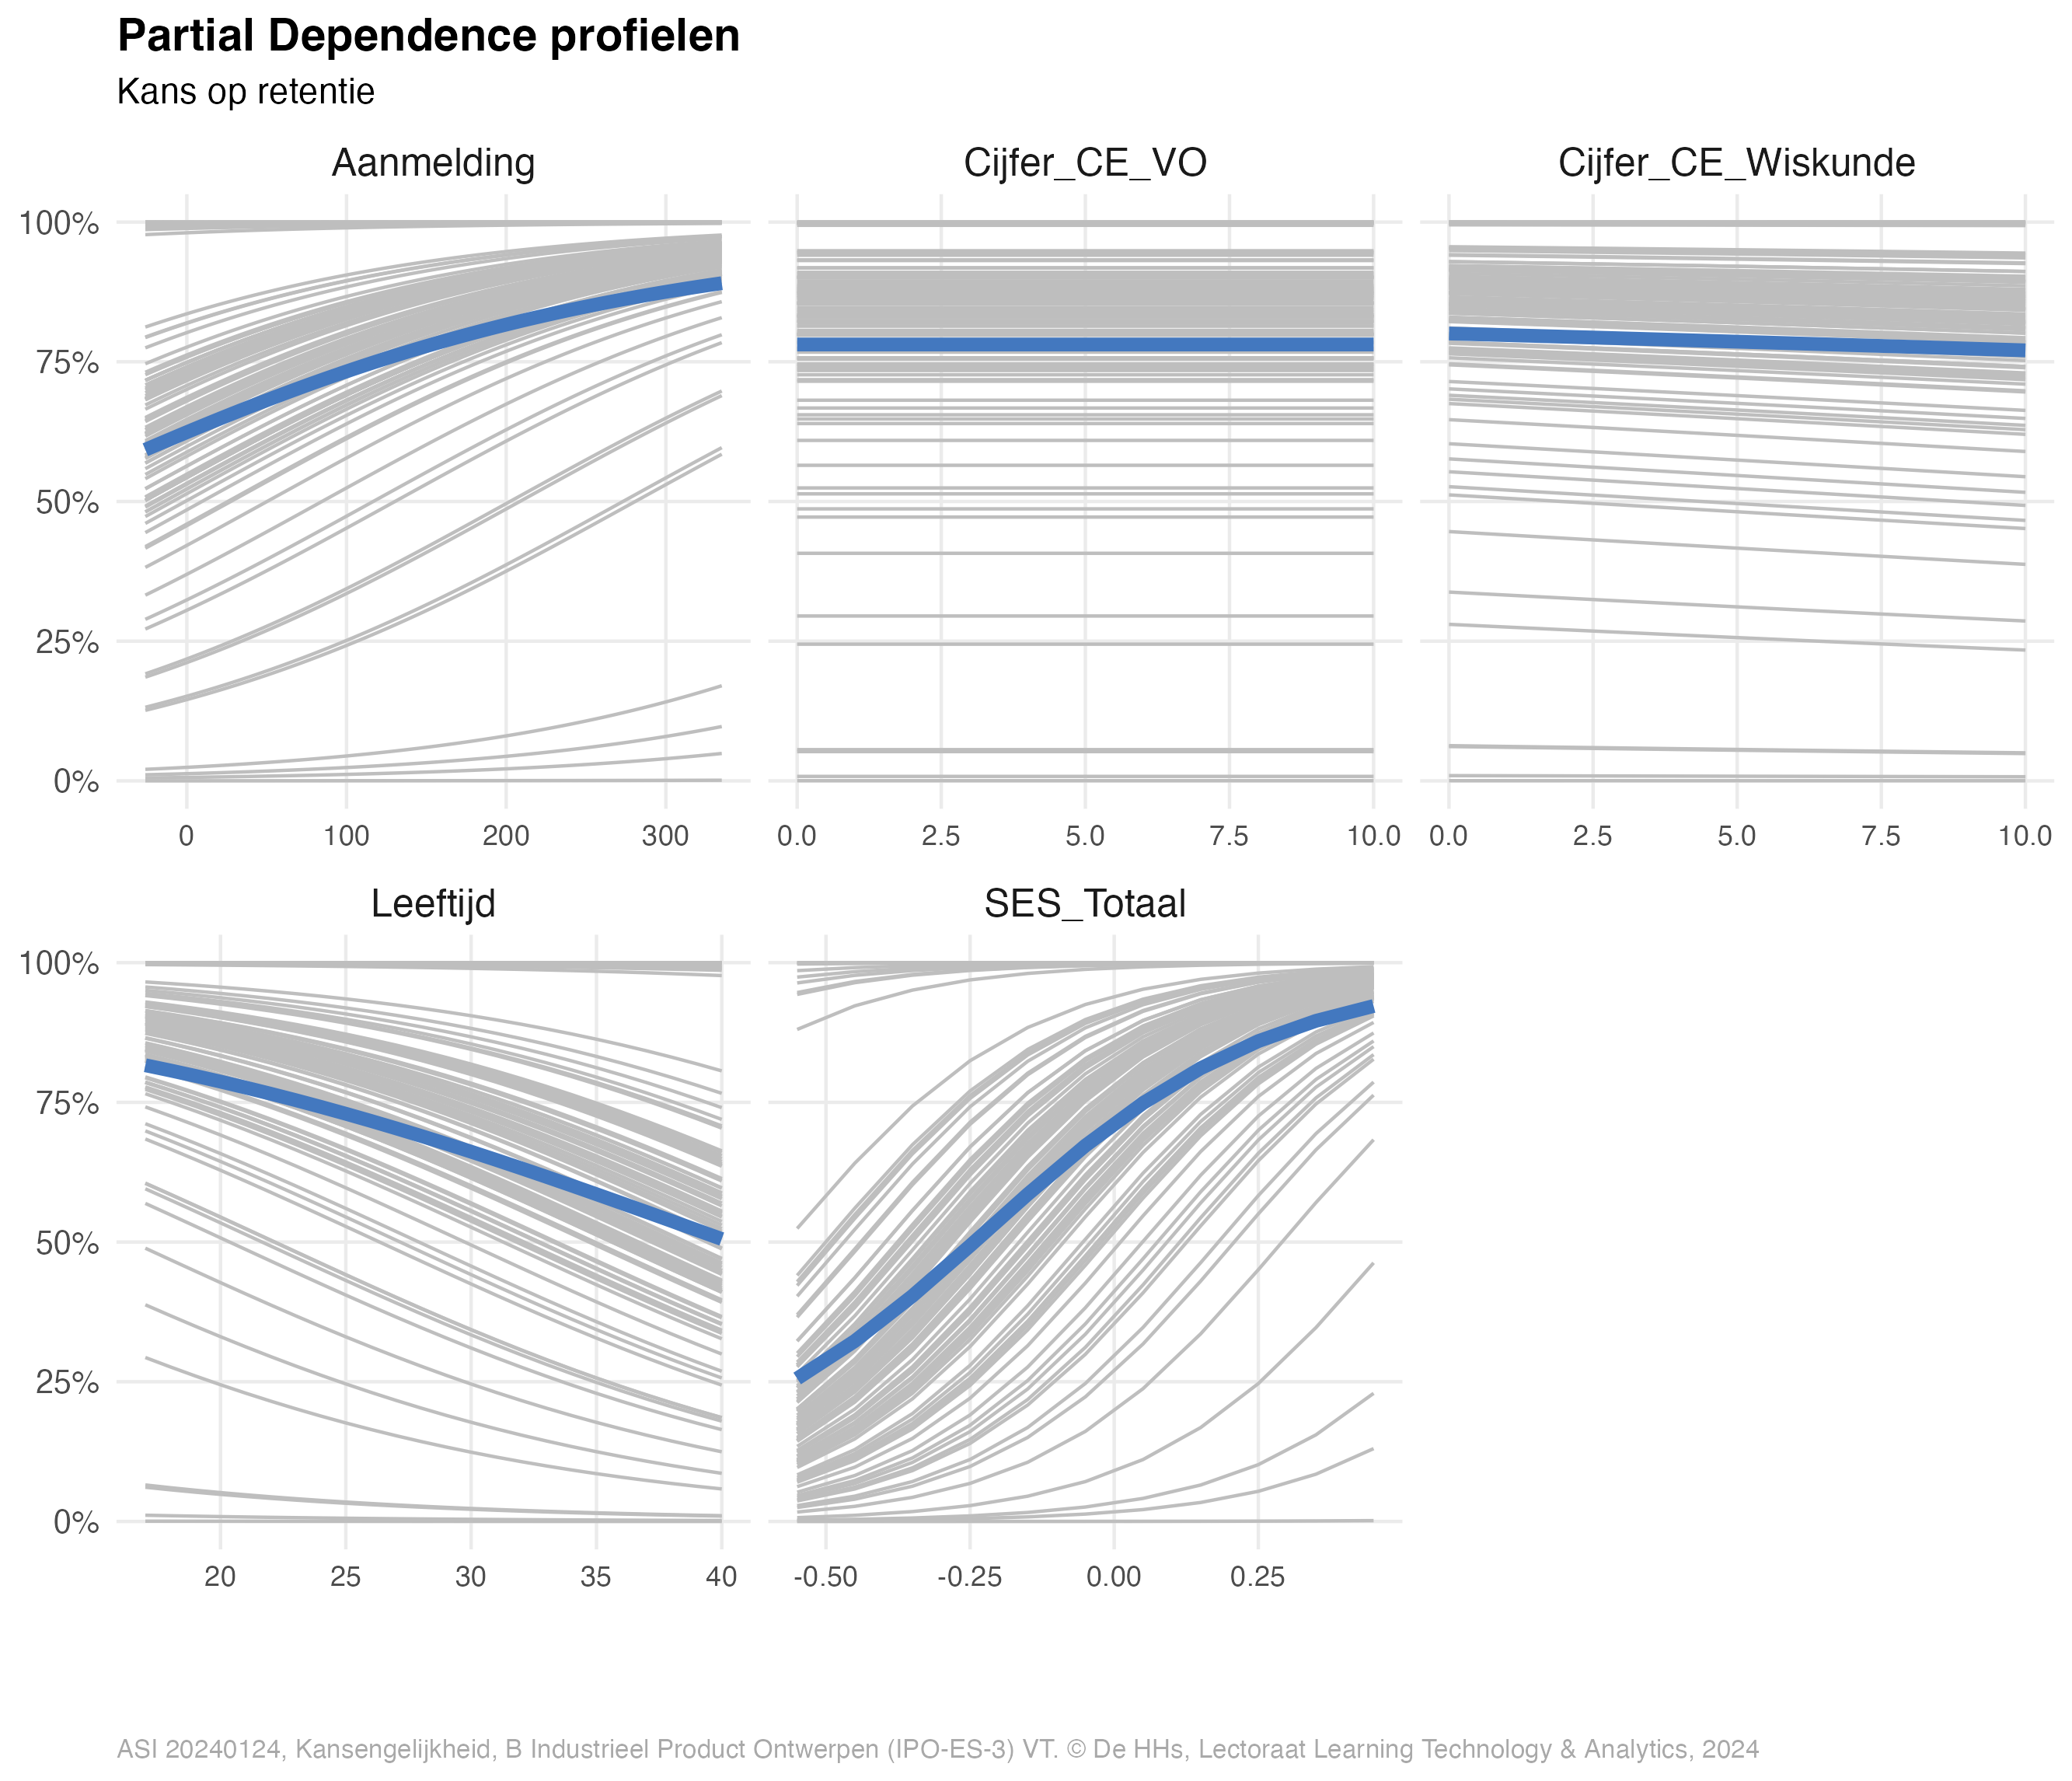 Partial Dependence profielen
Kans op retentie
Aanmelding
Cijfer_CE_VO
Cijfer_CE_Wiskunde
100%
75%
50%
25%
0%
0 100 200 300
0.0 2.5 5.0 7.5 10.0
0.0 2.5 5.0 7.5 10.0
Leeftijd
SES_Totaal
100%
75%
50%
25%
0%
20 25 30 35 40
-0.50 -0.25 0.00 0.25
ASI 20240124, Kansengelijkheid, B Industrieel Product Ontwerpen (IPO-ES-3) VT. © De HHs, Lectoraat Learning Technology & Analytics, 2024